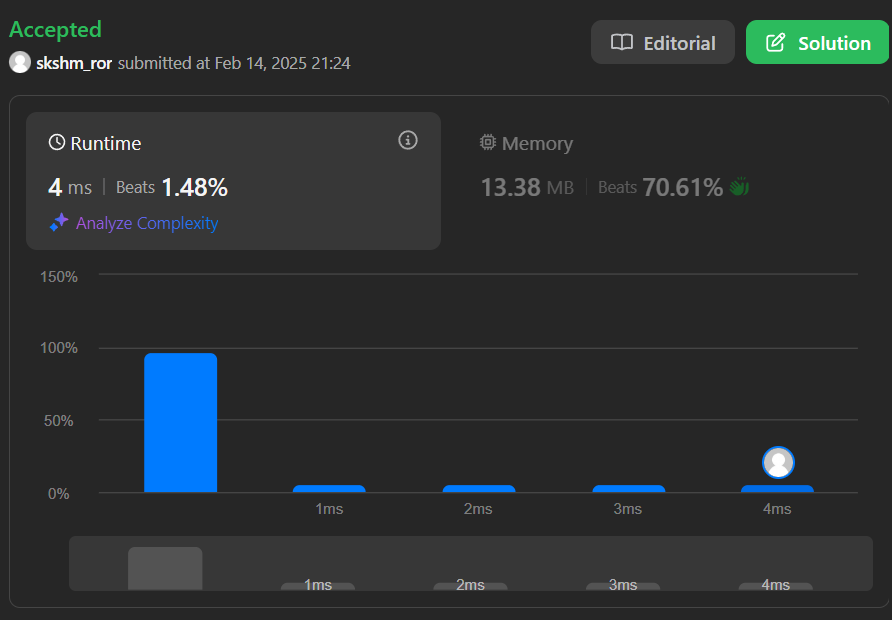 Accepted
skshm_ror submitted at Feb 14, 2025 21:24
Editorial
Solution
Runtime
4 ms | Beats 1.48%
Analyze Complexity
Memory
13.38 MB | Beats 70.61%
150%
100%
50%
0%
1ms 2ms 3ms 4ms
1ms 2ms 3ms 4ms